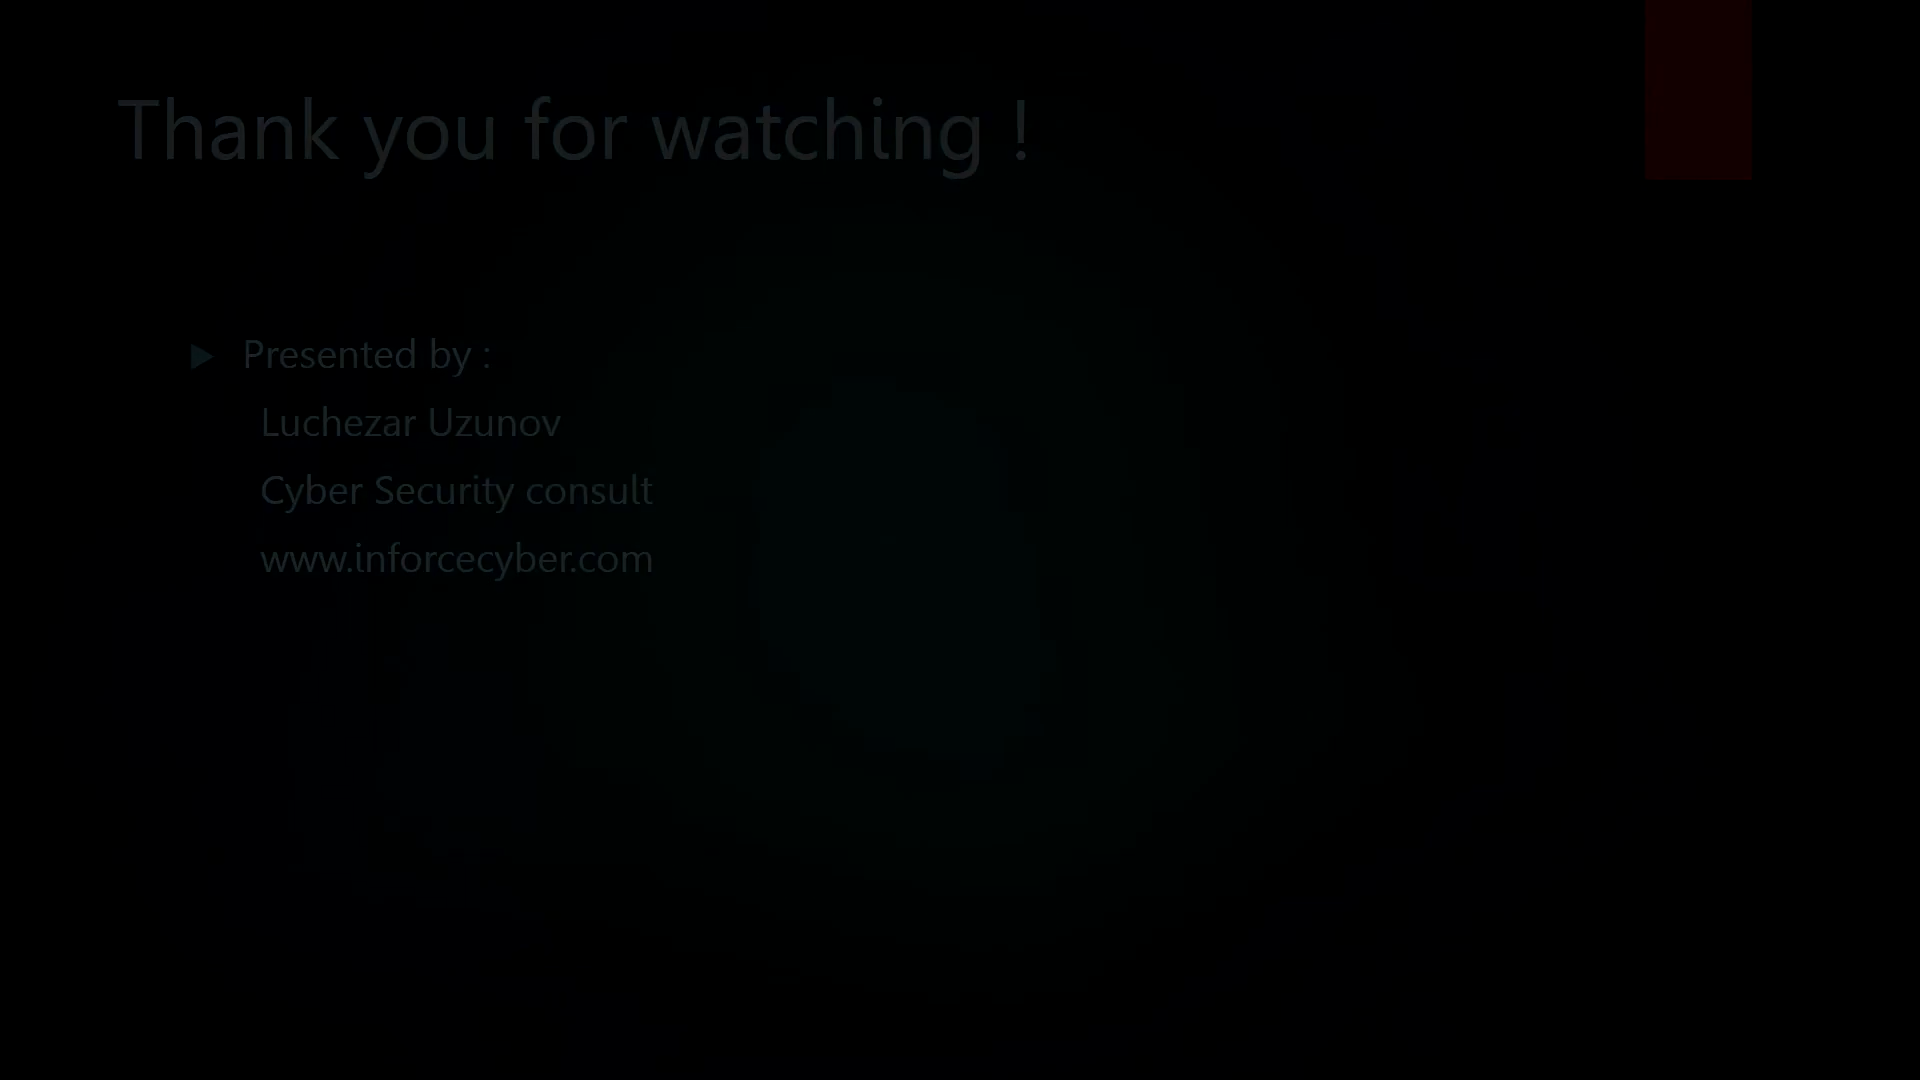 Thank you for watching !
Presented by :
Luchezar Uzunov
Cyber Security consult
www.inforcecyber.com